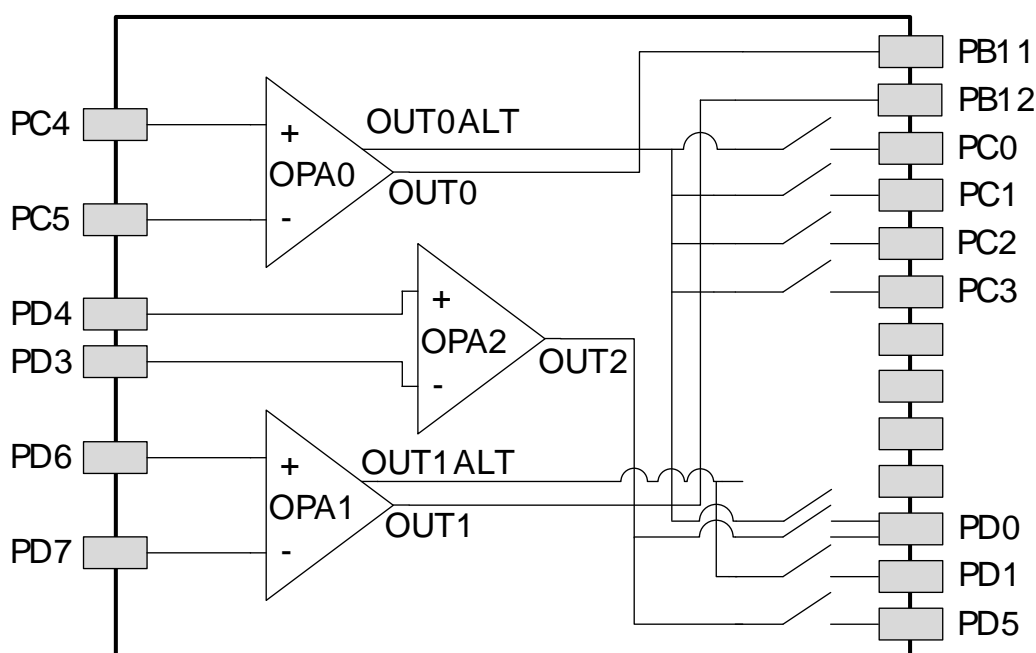 PB11
PB12
PC4
+
OUT0ALT
PC0
OPA0
OUT0
PC1
PC5
-
PC2
PC3
PD4
+
OPA2
OUT2
PD3
-
PD6
+
OUT1ALT
OPA1
OUT1
PD0
PD7
-
PD1
PD5